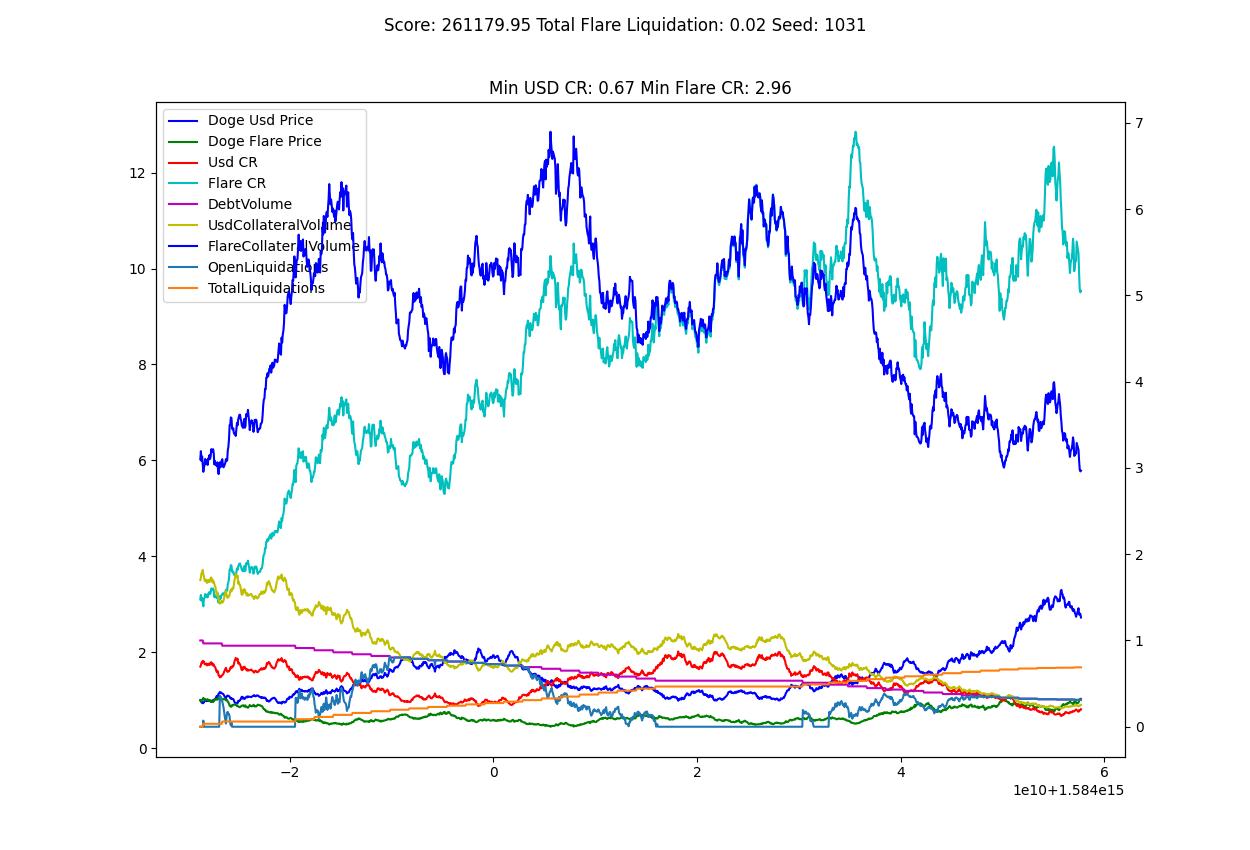 Score: 261179.95 Total Flare Liquidation: 0.02 Seed: 1031
Min USD CR: 0.67 Min Flare CR: 2.96
Doge Usd Price
Doge Flare Price
Usd CR
Flare CR
DebtVolume
UsdCollateralVolume
FlareCollateralVolume
OpenLiquidations
TotalLiquidations
12
10
8
6
4
2
0
7
6
5
4
3
2
1
0
−2
0
2
4
6
1e10+1.584e15